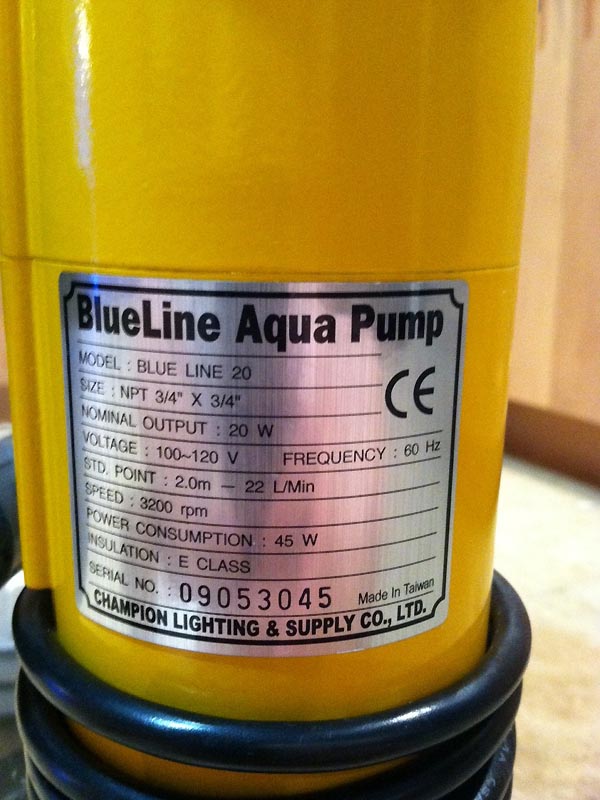 BlueLine Aqua Pump
MODEL : BLUE LINE 20
CE
SIZE : NPT 3/4" X 3/4"
NOMINAL OUTPUT : 20 W
VOLTAGE : 100~120 V FREQUENCY : 60 Hz
STD. POINT : 2.0m — 22 L/Min
SPEED : 3200 rpm
POWER CONSUMPTION : 45 W
INSULATION : E CLASS
SERIAL NO. : 09053045 Made In Taiwan
CHAMPION LIGHTING & SUPPLY CO., LTD.